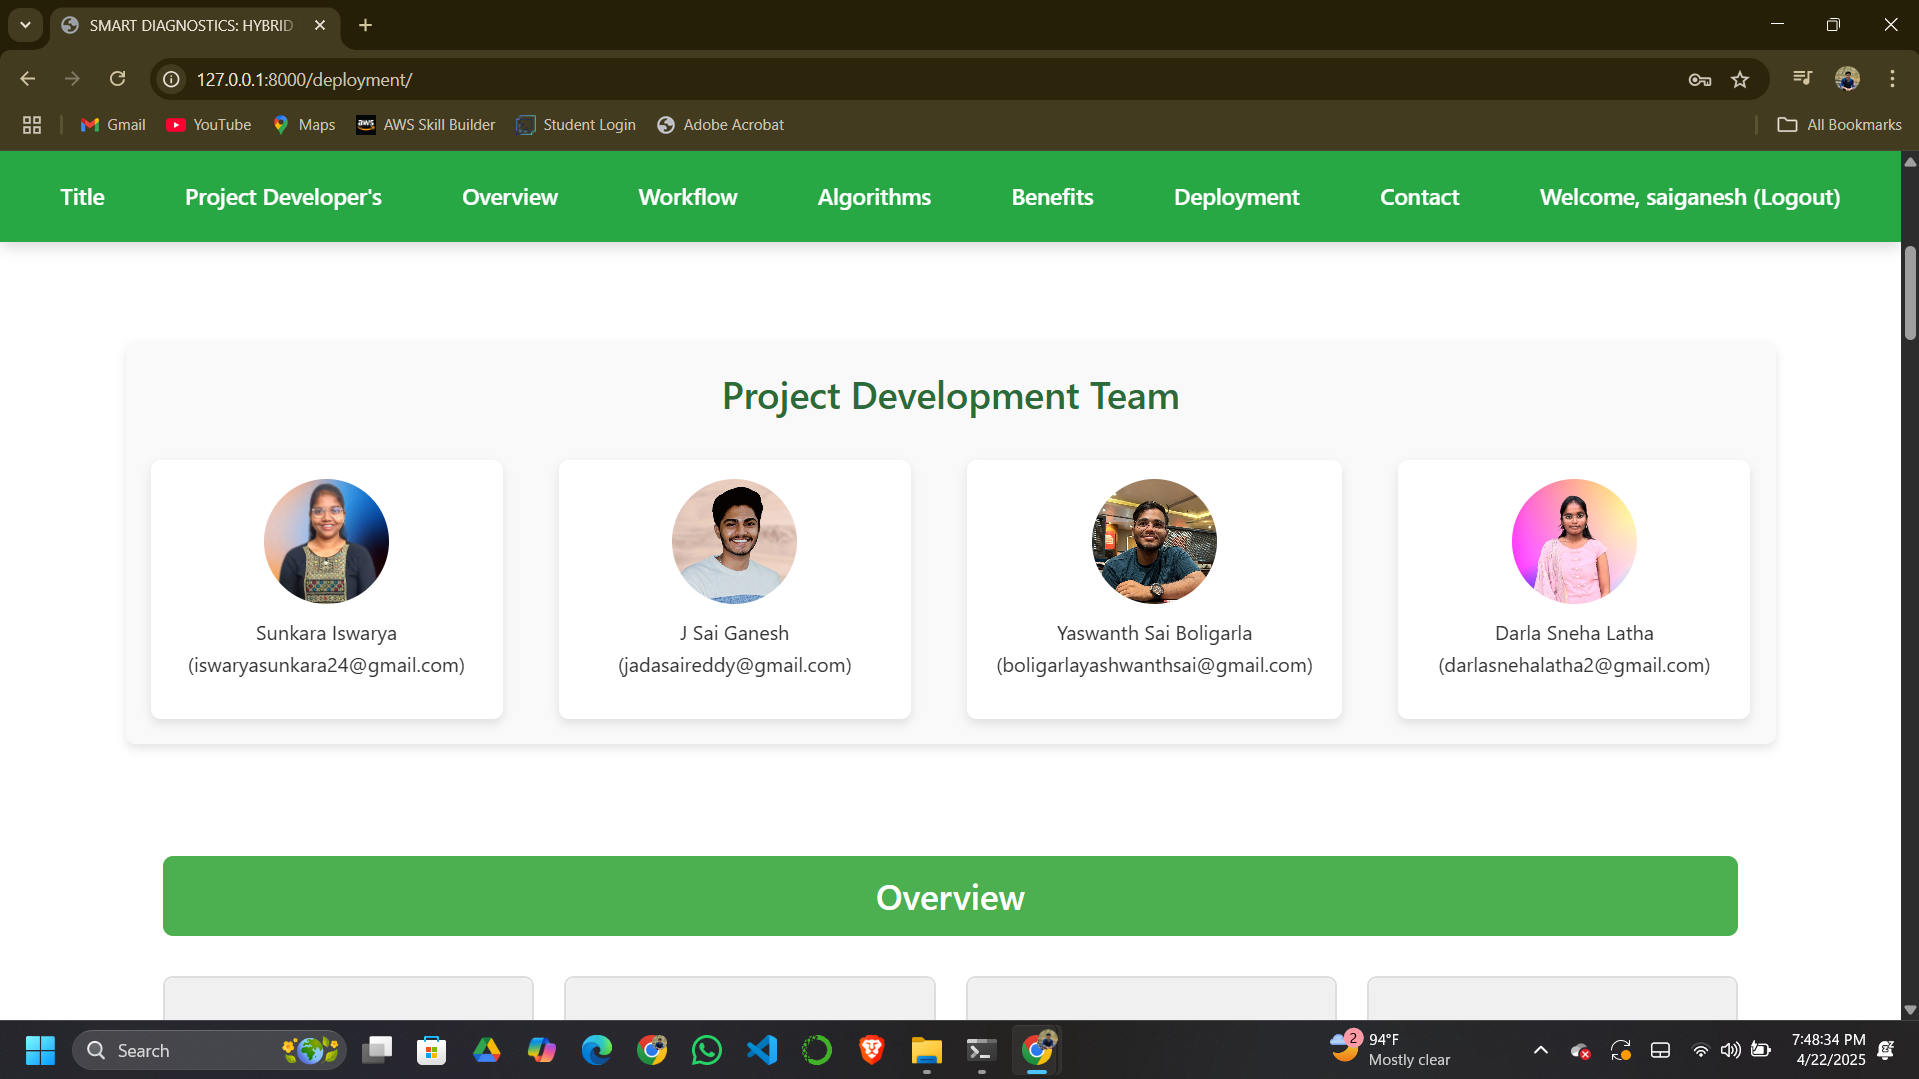 SMART DIAGNOSTICS: HYBRID
127.0.0.1:8000/deployment/
Gmail
YouTube
Maps
aws
AWS Skill Builder
Student Login
Adobe Acrobat
All Bookmarks
Title
Project Developer's
Overview
Workflow
Algorithms
Benefits
Deployment
Contact
Welcome, saiganesh (Logout)
Project Development Team
Sunkara Iswarya
(iswaryasunkara24@gmail.com)
J Sai Ganesh
(jadasaireddy@gmail.com)
Yaswanth Sai Boligarla
(boligarlayashwanthsai@gmail.com)
Darla Sneha Latha
(darlasnehalatha2@gmail.com)
Overview
Search
2
94°F
Mostly clear
7:48:34 PM
4/22/2025